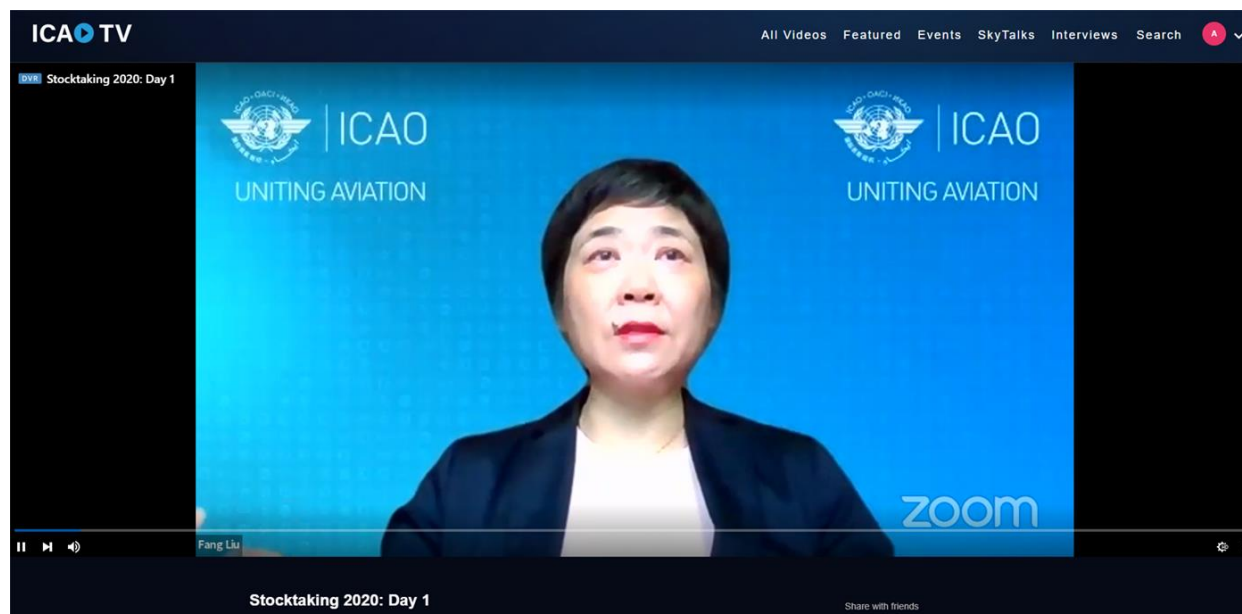 ICAO TV
All Videos Featured Events SkyTalks Interviews Search A
DVR Stocktaking 2020: Day 1
ICAO
UNITING AVIATION
ICAO
UNITING AVIATION
zoom
Fang Liu
Stocktaking 2020: Day 1
Share with friends